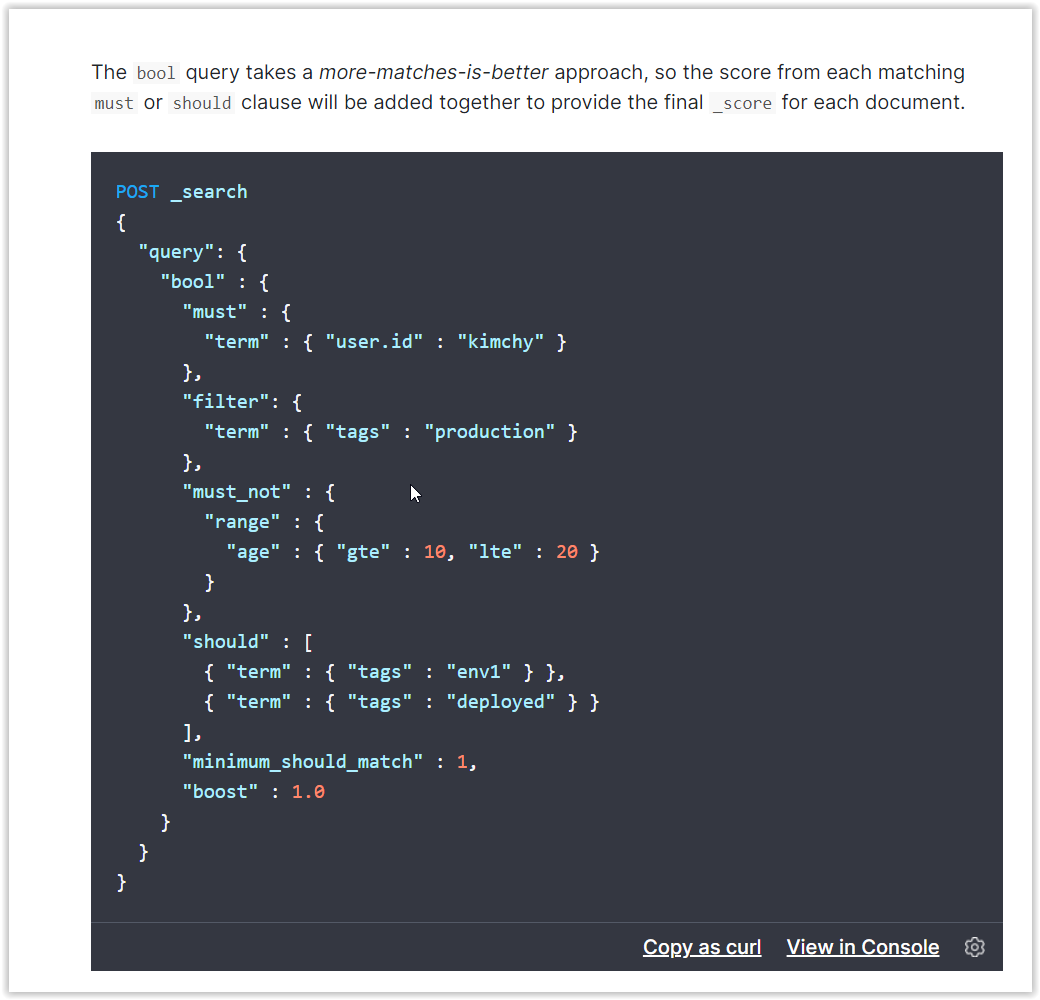 The bool query takes a more-matches-is-better approach, so the score from each matching
must or should clause will be added together to provide the final _score for each document.
POST _search
{
  "query": {
    "bool" : {
      "must" : {
        "term" : { "user.id" : "kimchy" }
      },
      "filter": {
        "term" : { "tags" : "production" }
      },
      "must_not" : {
        "range" : {
          "age" : { "gte" : 10, "lte" : 20 }
        }
      },
      "should" : [
        { "term" : { "tags" : "env1" } },
        { "term" : { "tags" : "deployed" } }
      ],
      "minimum_should_match" : 1,
      "boost" : 1.0
    }
  }
}
Copy as curl View in Console